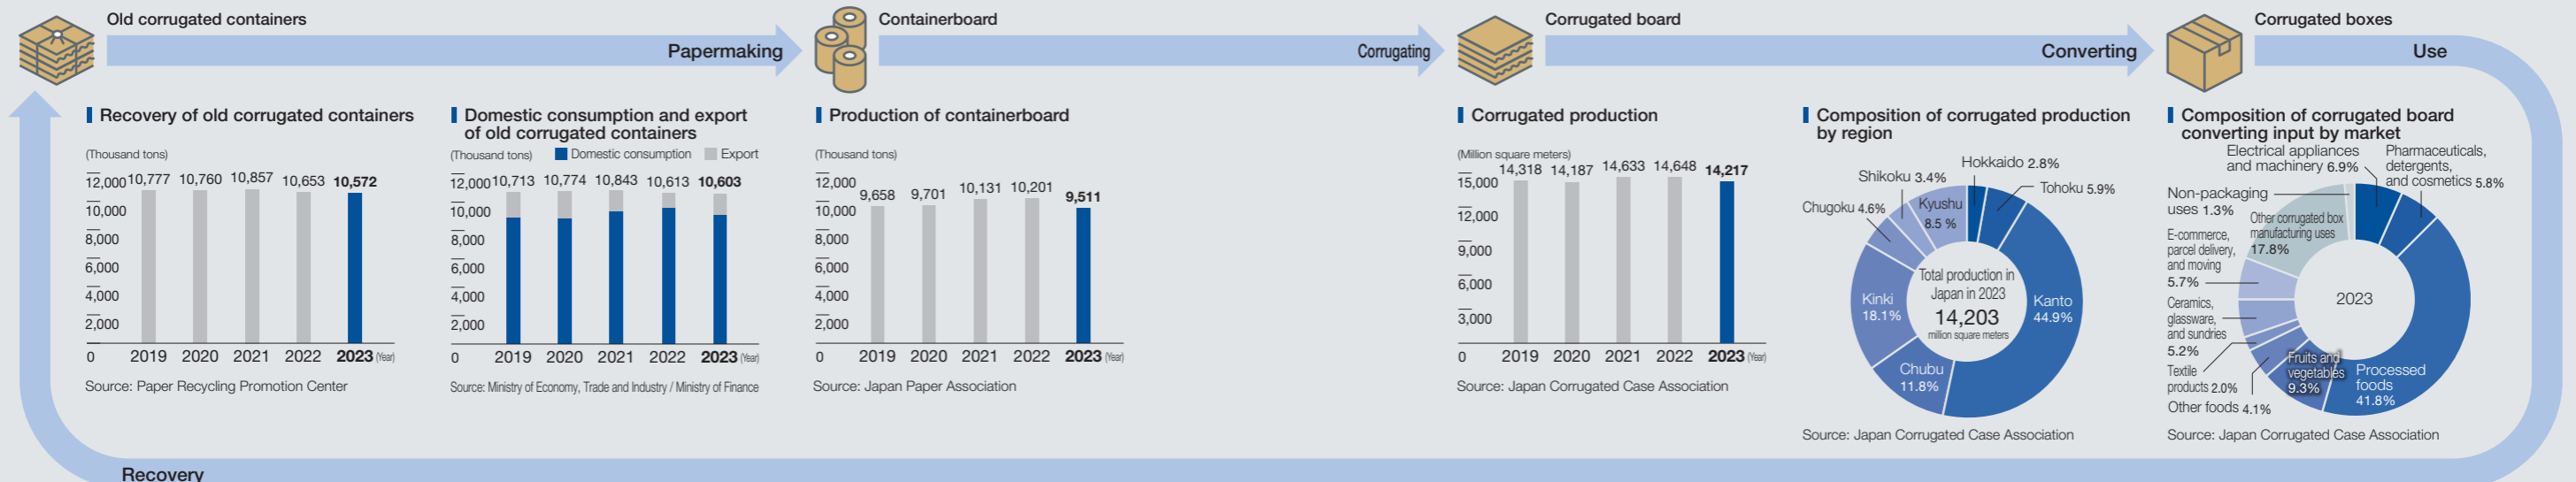 Old corrugated containers
Papermaking
Containerboard
Corrugating
Corrugated board
Converting
Corrugated boxes
Use
Recovery of old corrugated containers
(Thousand tons)
12,000
10,000
8,000
6,000
4,000
2,000
0
10,777 10,760 10,857 10,653 10,572
2019 2020 2021 2022 2023 (Year)
Source: Paper Recycling Promotion Center
Domestic consumption and export
of old corrugated containers
(Thousand tons)
Domestic consumption Export
12,000
10,000
8,000
6,000
4,000
2,000
0
10,713 10,774 10,843 10,613 10,603
2019 2020 2021 2022 2023 (Year)
Source: Ministry of Economy, Trade and Industry / Ministry of Finance
Production of containerboard
(Thousand tons)
12,000
10,000
8,000
6,000
4,000
2,000
0
9,658 9,701 10,131 10,201 9,511
2019 2020 2021 2022 2023 (Year)
Source: Japan Paper Association
Corrugated production
(Million square meters)
15,000
12,000
9,000
6,000
3,000
0
14,318 14,187 14,633 14,648 14,217
2019 2020 2021 2022 2023 (Year)
Source: Japan Corrugated Case Association
Composition of corrugated production
by region
Hokkaido 2.8%
Tohoku 5.9%
Kanto
44.9%
Chubu
11.8%
Kinki
18.1%
Chugoku 4.6%
Shikoku 3.4%
Kyushu
8.5 %
Total production in
Japan in 2023
14,203
million square meters
Source: Japan Corrugated Case Association
Composition of corrugated board
converting input by market
Electrical appliances
and machinery 6.9%
Pharmaceuticals,
detergents,
and cosmetics 5.8%
Processed
foods
41.8%
Fruits and
vegetables
9.3%
Other foods 4.1%
Textile
products 2.0%
Ceramics,
glassware,
and sundries
5.2%
E-commerce,
parcel delivery,
and moving
5.7%
Other corrugated box
manufacturing uses
17.8%
Non-packaging
uses 1.3%
2023
Source: Japan Corrugated Case Association
Recovery